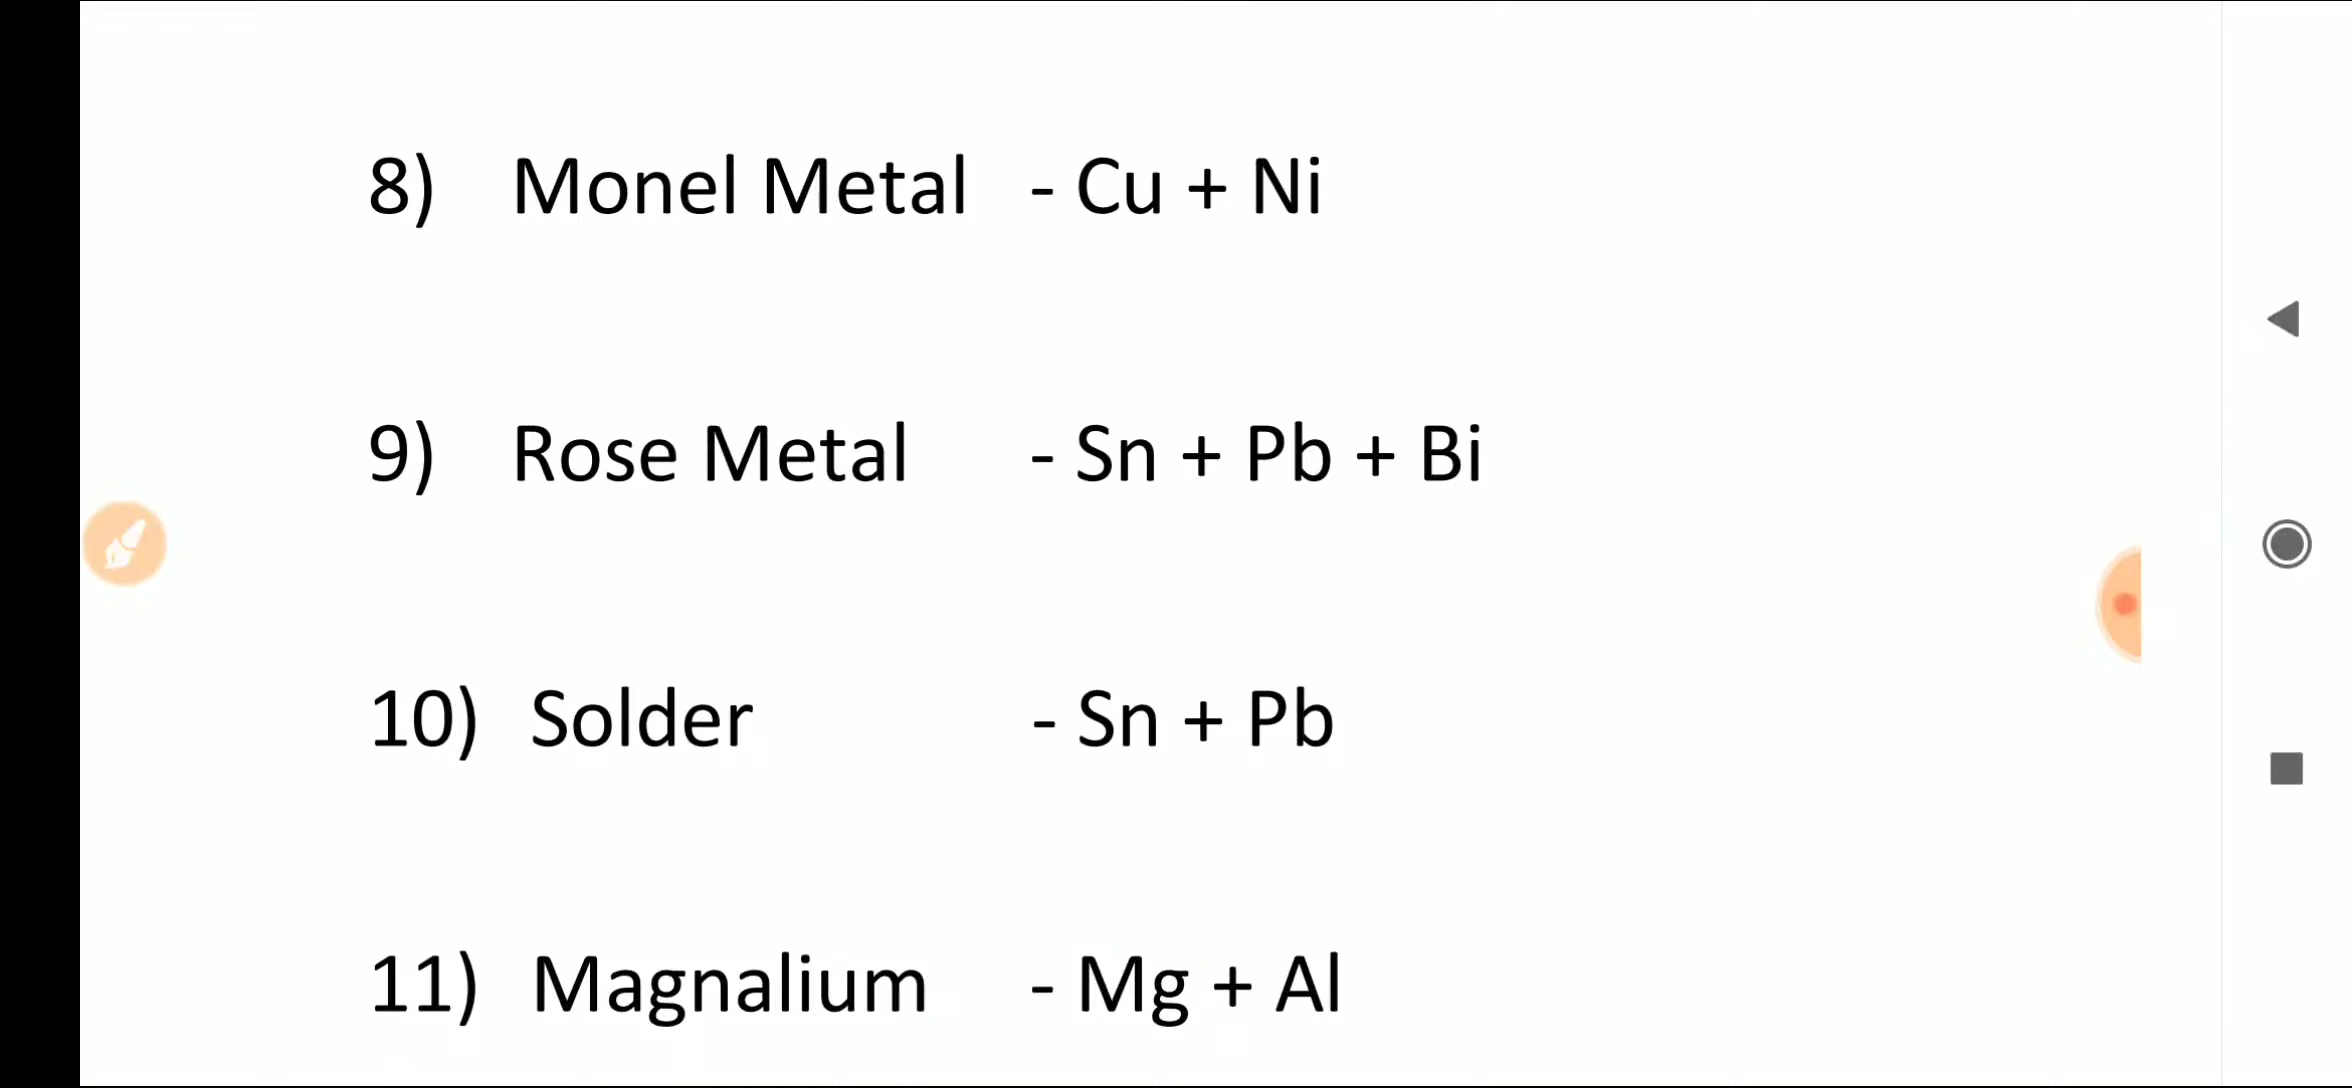 8) Monel Metal - Cu + Ni
9) Rose Metal - Sn + Pb + Bi
10) Solder - Sn + Pb
11) Magnalium - Mg + Al